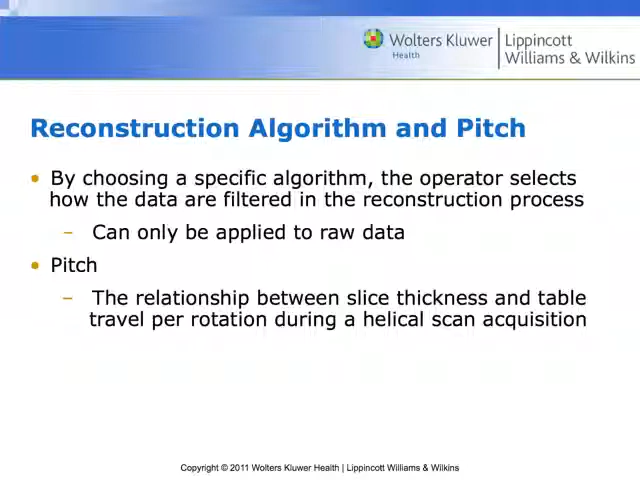 Wolters Kluwer
Health
Lippincott
Williams & Wilkins
Reconstruction Algorithm and Pitch
• By choosing a specific algorithm, the operator selects
how the data are filtered in the reconstruction process
– Can only be applied to raw data
• Pitch
– The relationship between slice thickness and table
travel per rotation during a helical scan acquisition
Copyright © 2011 Wolters Kluwer Health | Lippincott Williams & Wilkins